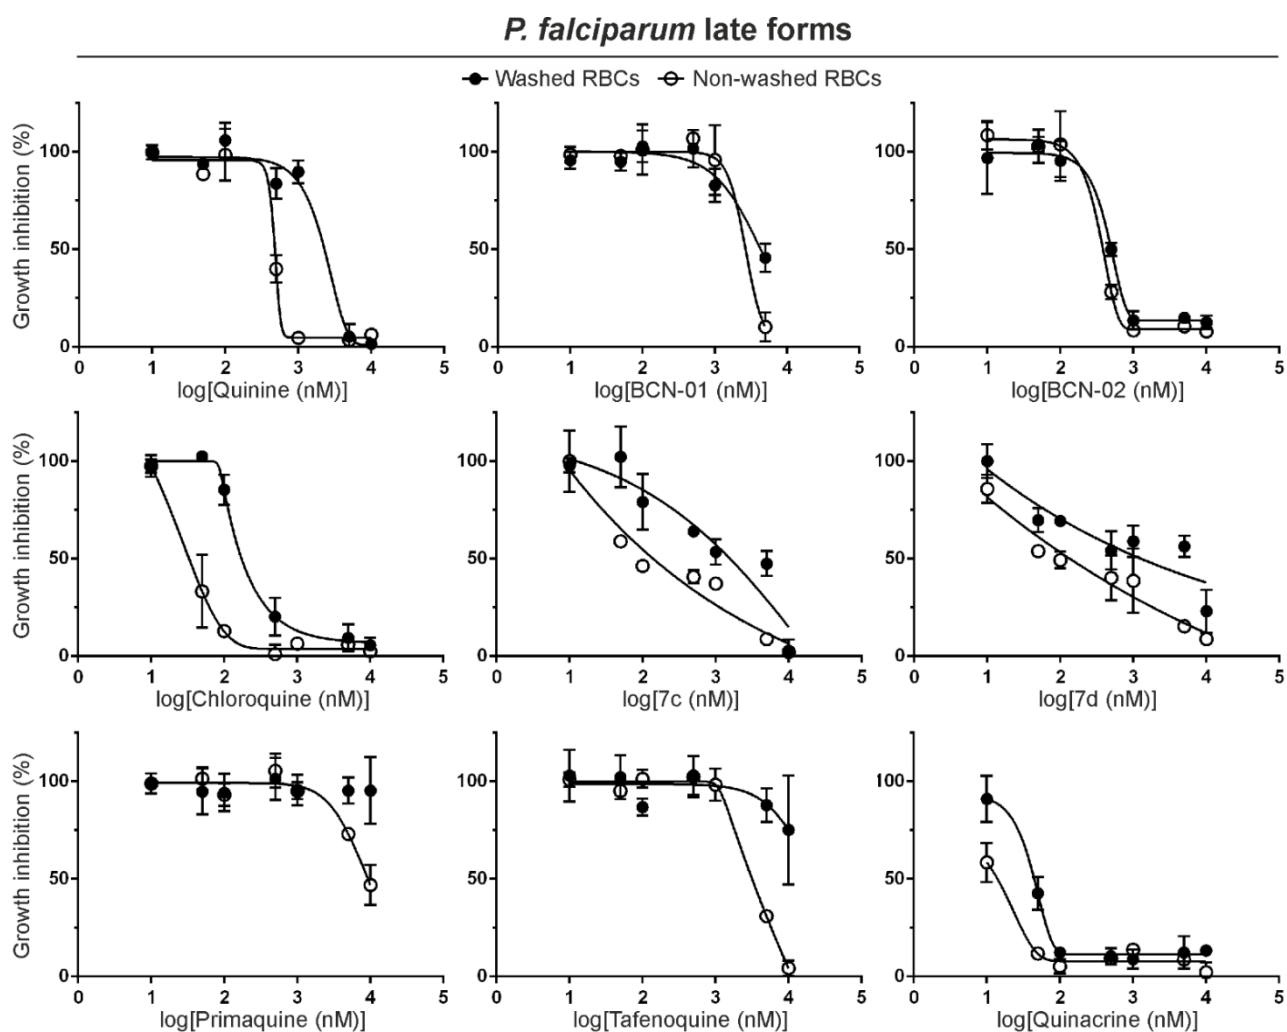 P. falciparum late forms
Washed RBCs Non-washed RBCs
Growth inhibition (%)
100
50
0
0 1 2 3 4 5
log[Quinine (nM)]
100
50
0
0 1 2 3 4 5
log[BCN-01 (nM)]
100
50
0
0 1 2 3 4 5
log[BCN-02 (nM)]
Growth inhibition (%)
100
50
0
0 1 2 3 4 5
log[Chloroquine (nM)]
100
50
0
0 1 2 3 4 5
log[7c (nM)]
100
50
0
0 1 2 3 4 5
log[7d (nM)]
Growth inhibition (%)
100
50
0
0 1 2 3 4 5
log[Primaquine (nM)]
100
50
0
0 1 2 3 4 5
log[Tafenoquine (nM)]
100
50
0
0 1 2 3 4 5
log[Quinacrine (nM)]